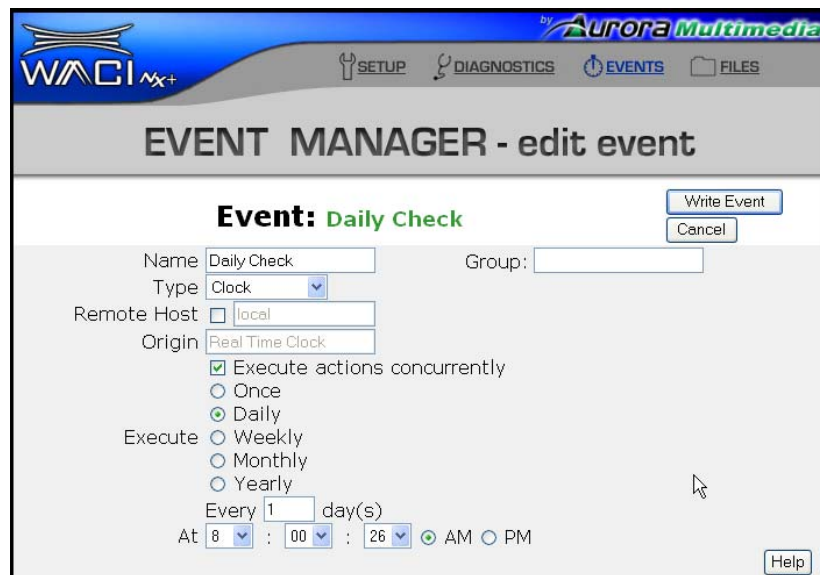 by Aurora Multimedia
WACI NX+
SETUP DIAGNOSTICS EVENTS FILES
EVENT MANAGER - edit event
Event: Daily Check
Write Event
Cancel
Name Daily Check Group:
Type Clock
Remote Host local
Origin Real Time Clock
Execute actions concurrently
Once
Daily
Execute Weekly
Monthly
Yearly
Every 1 day(s)
At 8 : 00 : 26 AM PM
Help